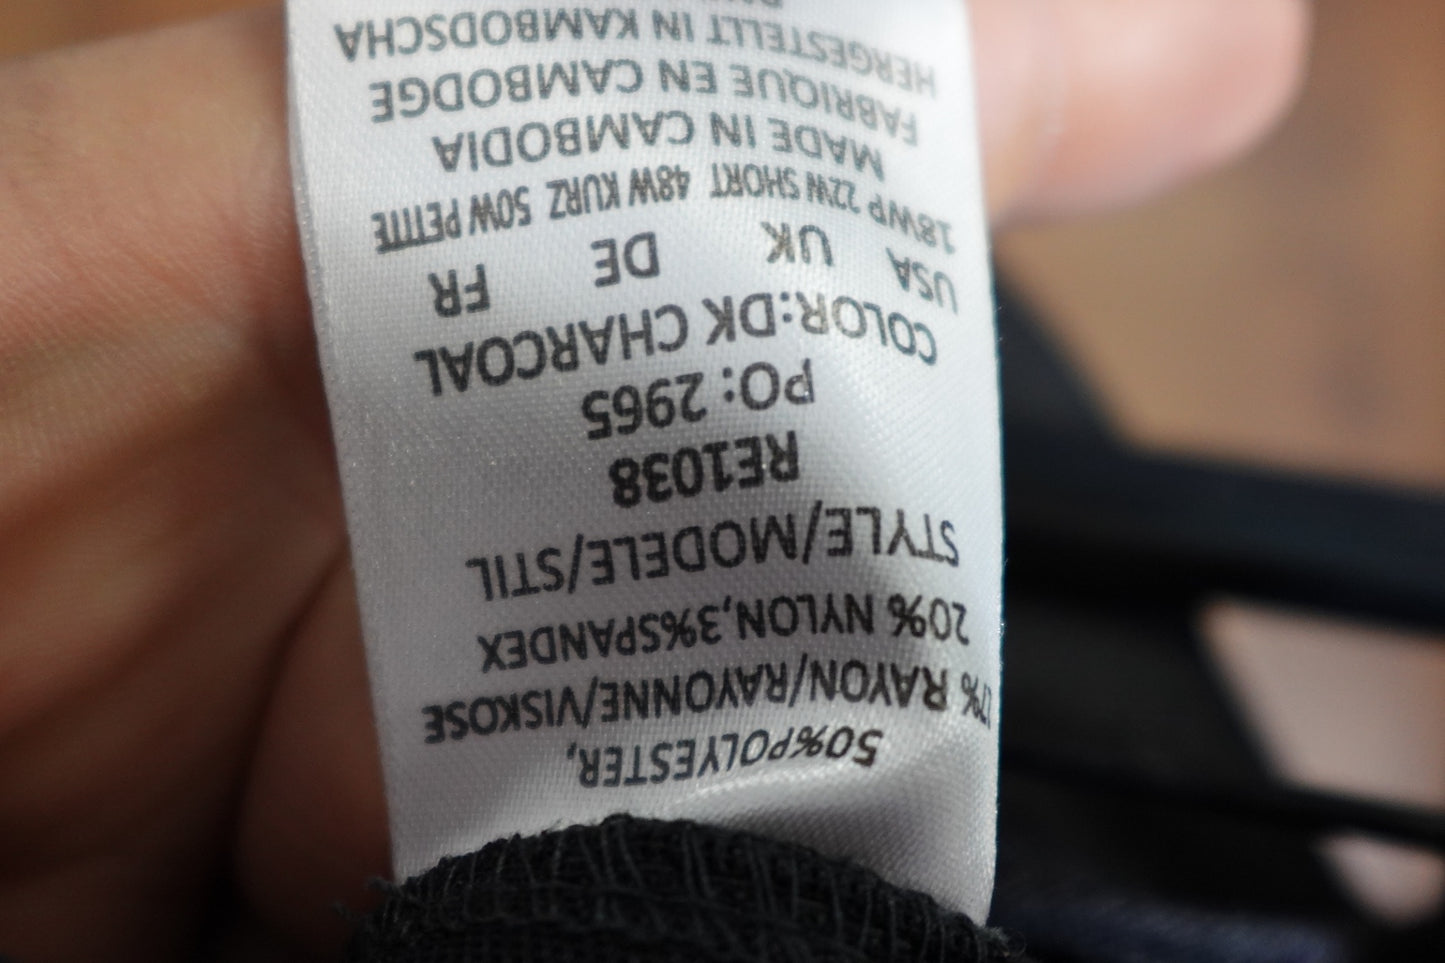 50%POLYESTER,
% RAYON/RAYONNE/VISKOSE
20% NYLON,3%SPANDEX
STYLE/MODELE/STIL
RE1038
PO: 2965
COLOR:DK CHARCOAL
USA UK DE FR
18WP 22W SHORT 48W KURZ 50W PETITE
MADE IN CAMBODIA
FABRIQUE EN CAMBODGE
HERGESTELLT IN KAMBODSCHA